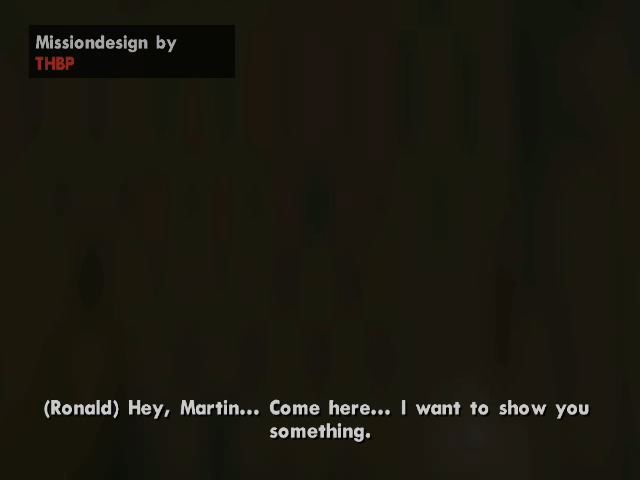 Missiondesign by
THBP
(Ronald) Hey, Martin... Come here... I want to show you
something.